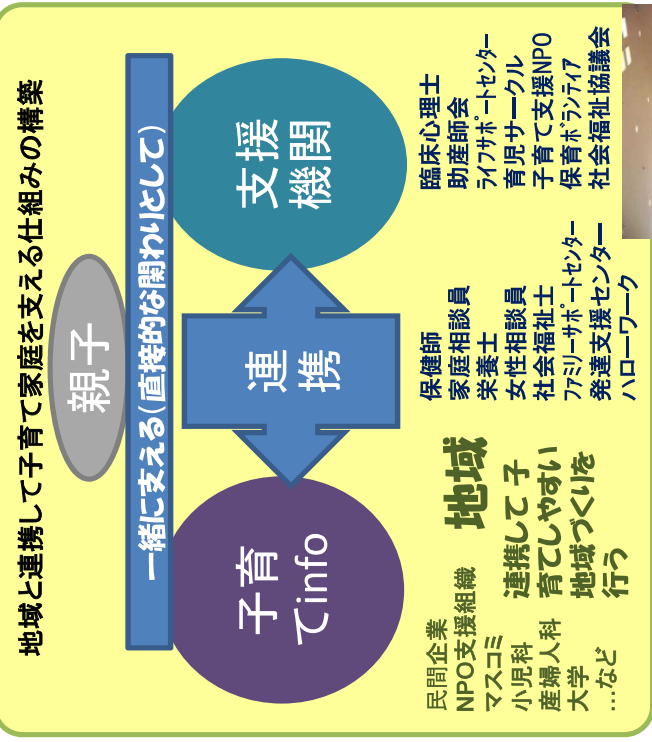 地域と連携して子育て家庭を支える仕組みの構築
親子
一緒に支える(直接的な関わりとして)
子育
てinfo
連
携
支援
機関
民間企業
NPO支援組織
マスコミ
小児科
産婦人科
大学
…など
地域
連携して 子
育てしやすい
地域づくりを
行う
保健師
家庭相談員
栄養士
女性相談員
社会福祉士
ファミリーサポートセンター
発達支援センター
ハローワーク
臨床心理士
助産師会
ライフサポートセンター
育児サークル
子育て支援NPO
保育ボランティア
社会福祉協議会